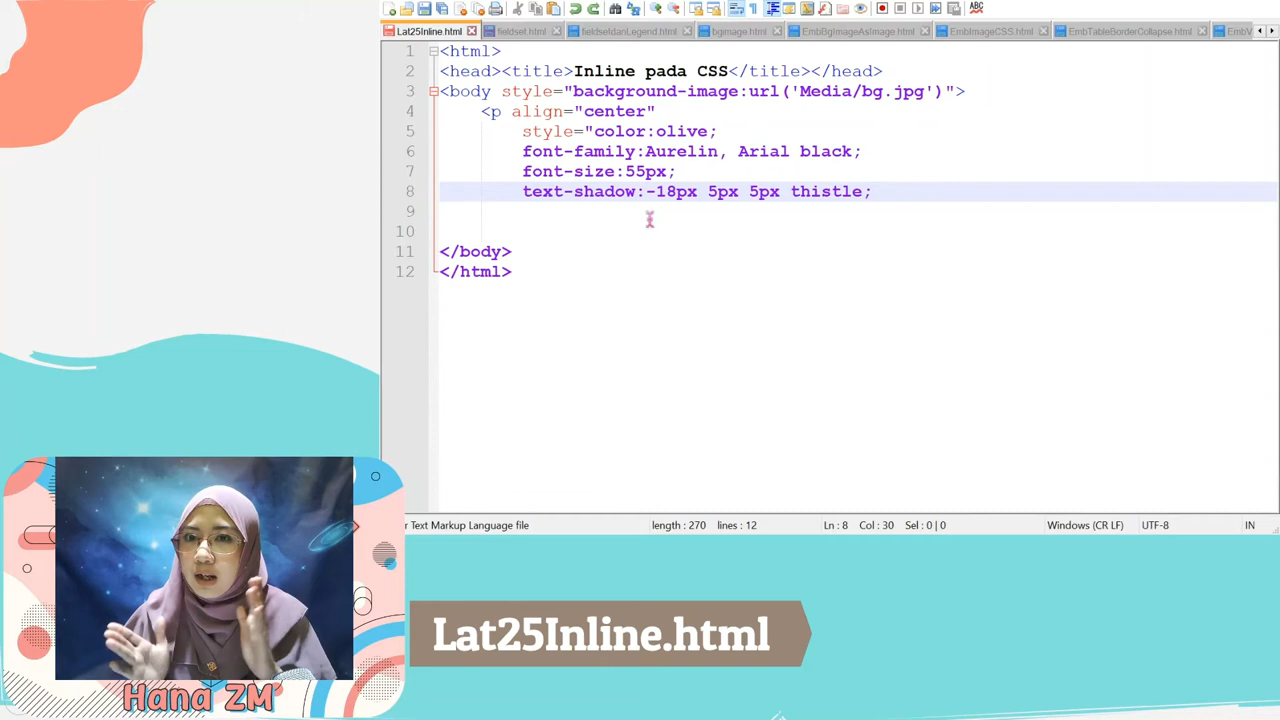 Lat25Inline.html
fieldset.html
fieldsetdanLegend.html
bgimage.html
EmbBgImageAsImage.html
EmbImageCSS.html
EmbTableBorderCollapse.html
ABC
1 <html>
2 <head><title>Inline pada CSS</title></head>
3 <body style="background-image:url('Media/bg.jpg')">
4 <p align="center"
5 style="color:olive;
6 font-family:Aurelin, Arial black;
7 font-size:55px;
8 text-shadow:-18px 5px 5px thistle;
9
10
11 </body>
12 </html>
r Text Markup Language file length : 270 lines : 12 Ln : 8 Col : 30 Sel : 0 | 0 Windows (CR LF) UTF-8 IN
Lat25Inline.html
Hana ZM